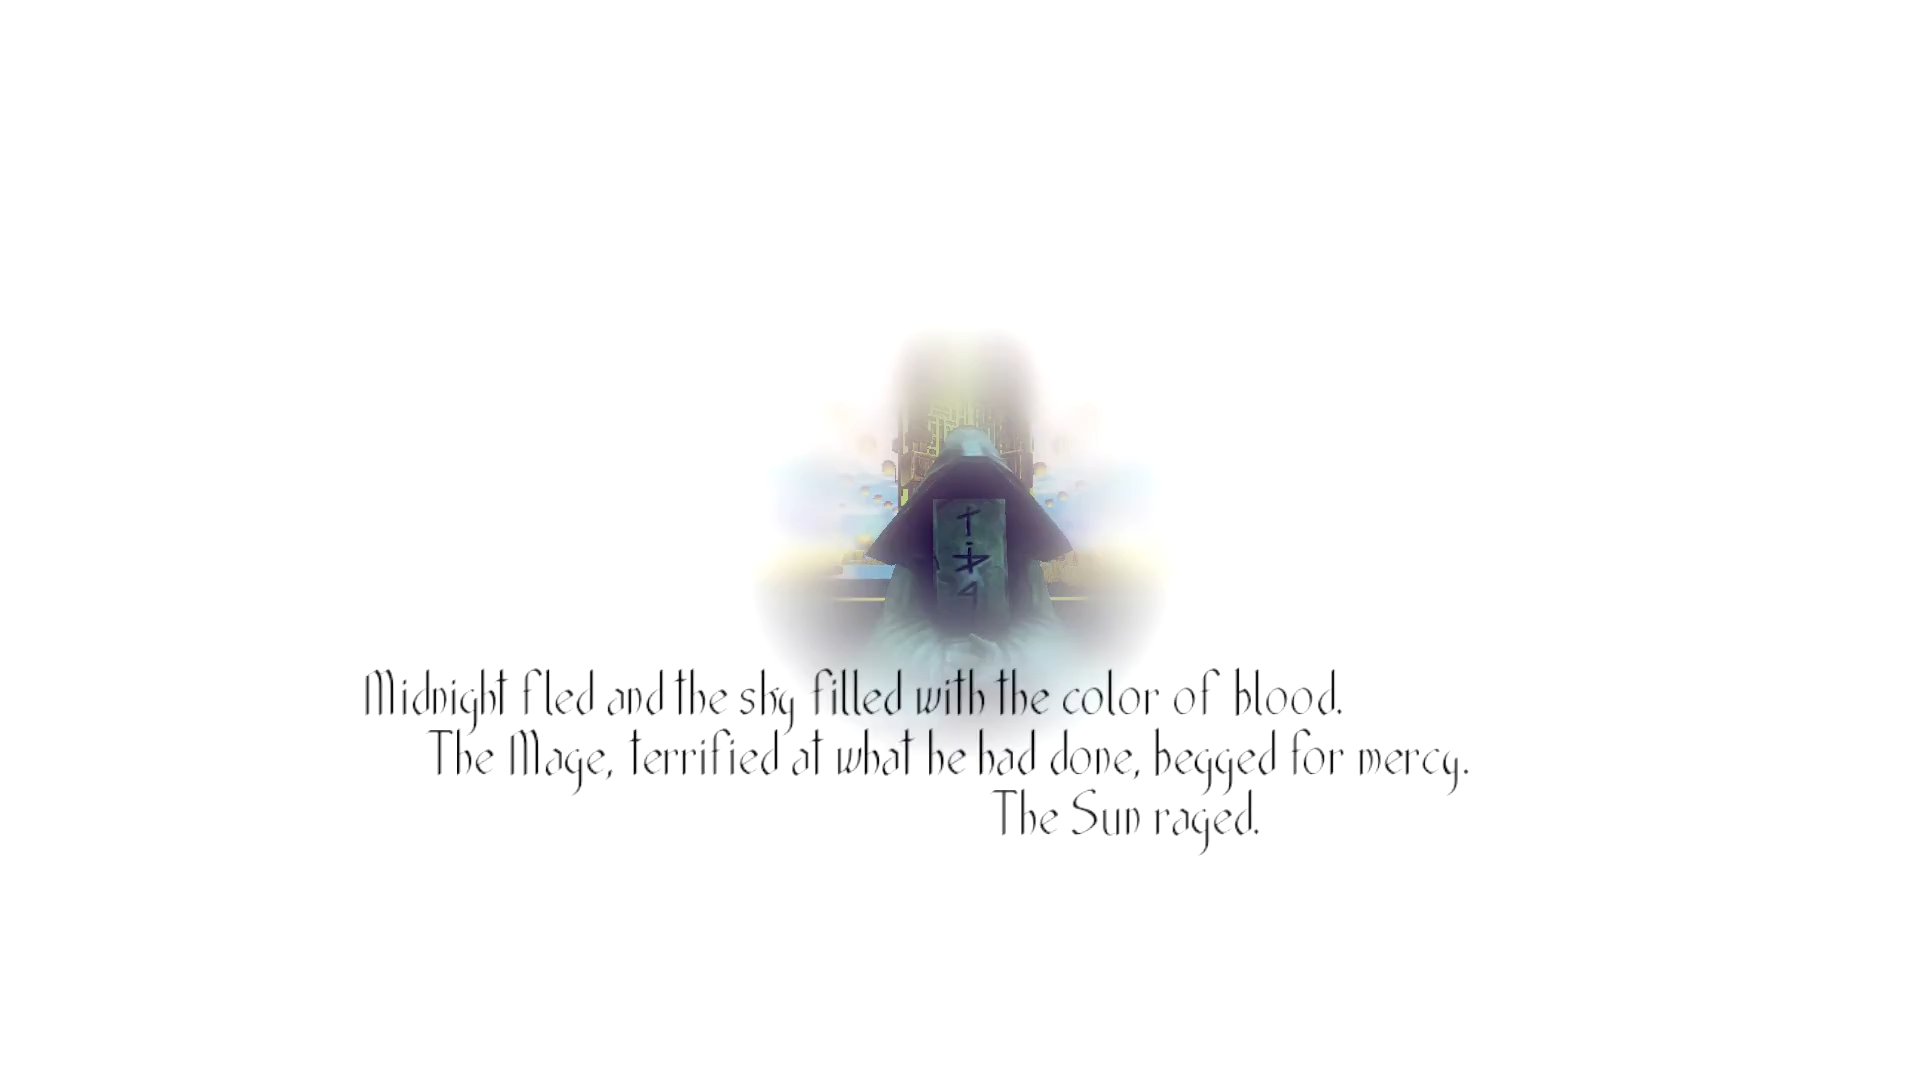 Midnight fled and the sky filled with the color of blood.
The Mage, terrified at what he had done, begged for mercy.
The Sun raged.